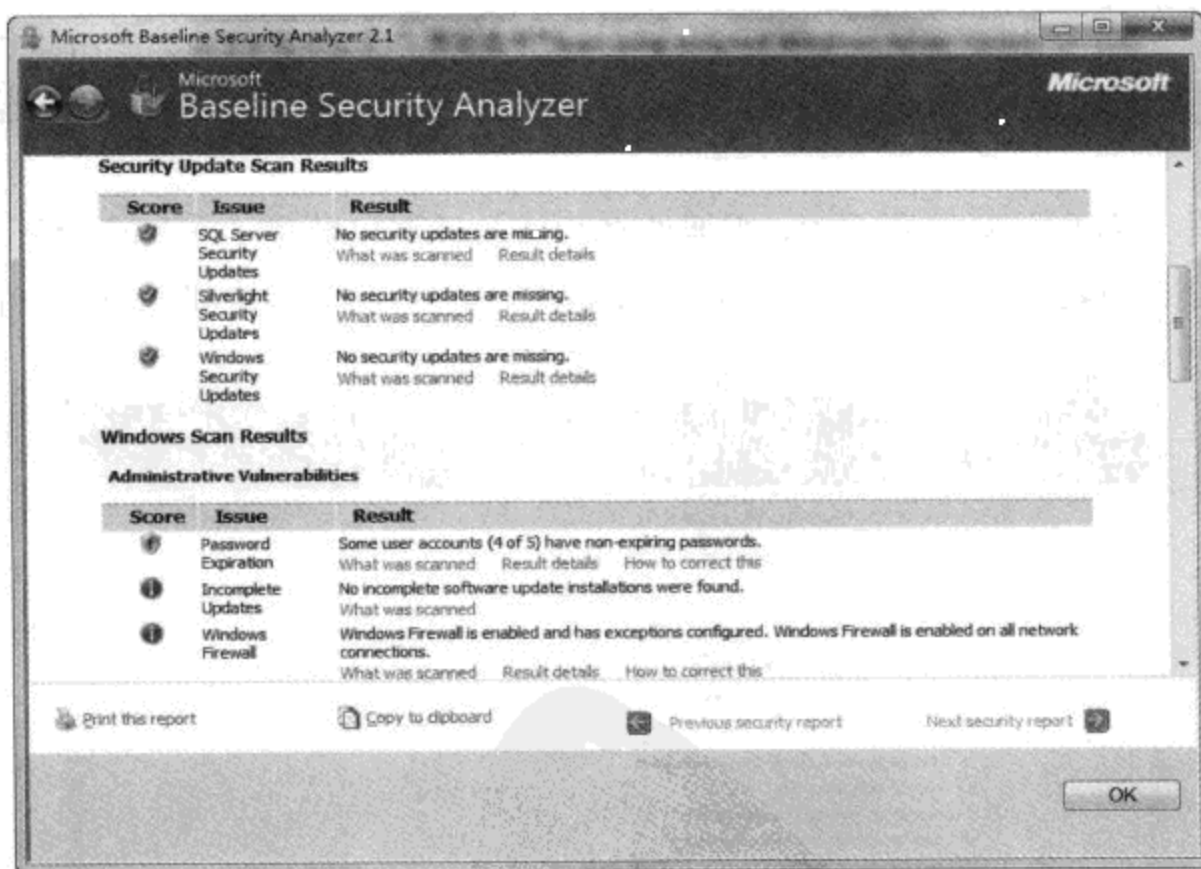 Microsoft Baseline Security Analyzer 2.1
Microsoft
Baseline Security Analyzer
Microsoft
Security Update Scan Results
Score Issue Result
SQL Server Security Updates
No security updates are missing.
What was scanned Result details
Silverlight Security Updates
No security updates are missing.
What was scanned Result details
Windows Security Updates
No security updates are missing.
What was scanned Result details
Windows Scan Results
Administrative Vulnerabilities
Score Issue Result
Password Expiration
Some user accounts (4 of 5) have non-expiring passwords.
What was scanned Result details How to correct this
Incomplete Updates
No incomplete software update installations were found.
What was scanned
Windows Firewall
Windows Firewall is enabled and has exceptions configured. Windows Firewall is enabled on all network
connections.
What was scanned Result details How to correct this
Print this report
Copy to clipboard
Previous security report
Next security report
OK